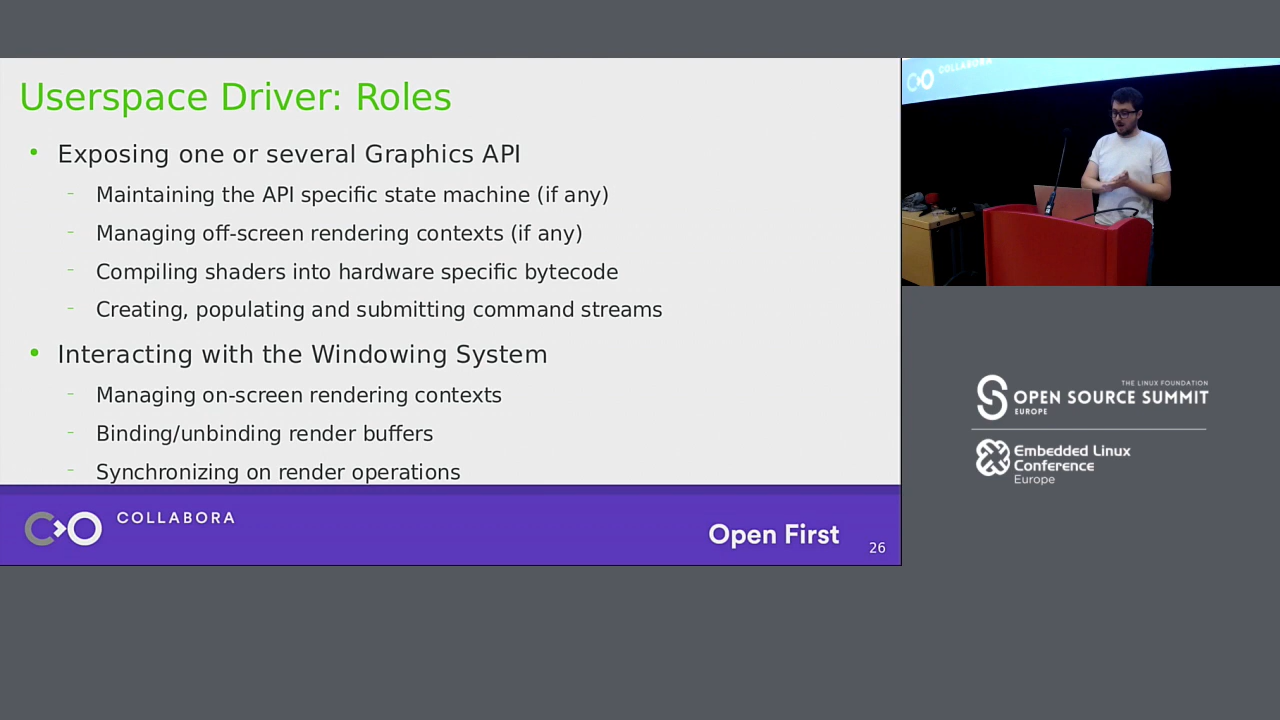 Userspace Driver: Roles
• Exposing one or several Graphics API
– Maintaining the API specific state machine (if any)
– Managing off-screen rendering contexts (if any)
– Compiling shaders into hardware specific bytecode
– Creating, populating and submitting command streams
• Interacting with the Windowing System
– Managing on-screen rendering contexts
– Binding/unbinding render buffers
– Synchronizing on render operations
COLLABORA
Open First
26
COLLABORA
THE LINUX FOUNDATION
OPEN SOURCE SUMMIT
EUROPE
Embedded Linux
Conference
Europe